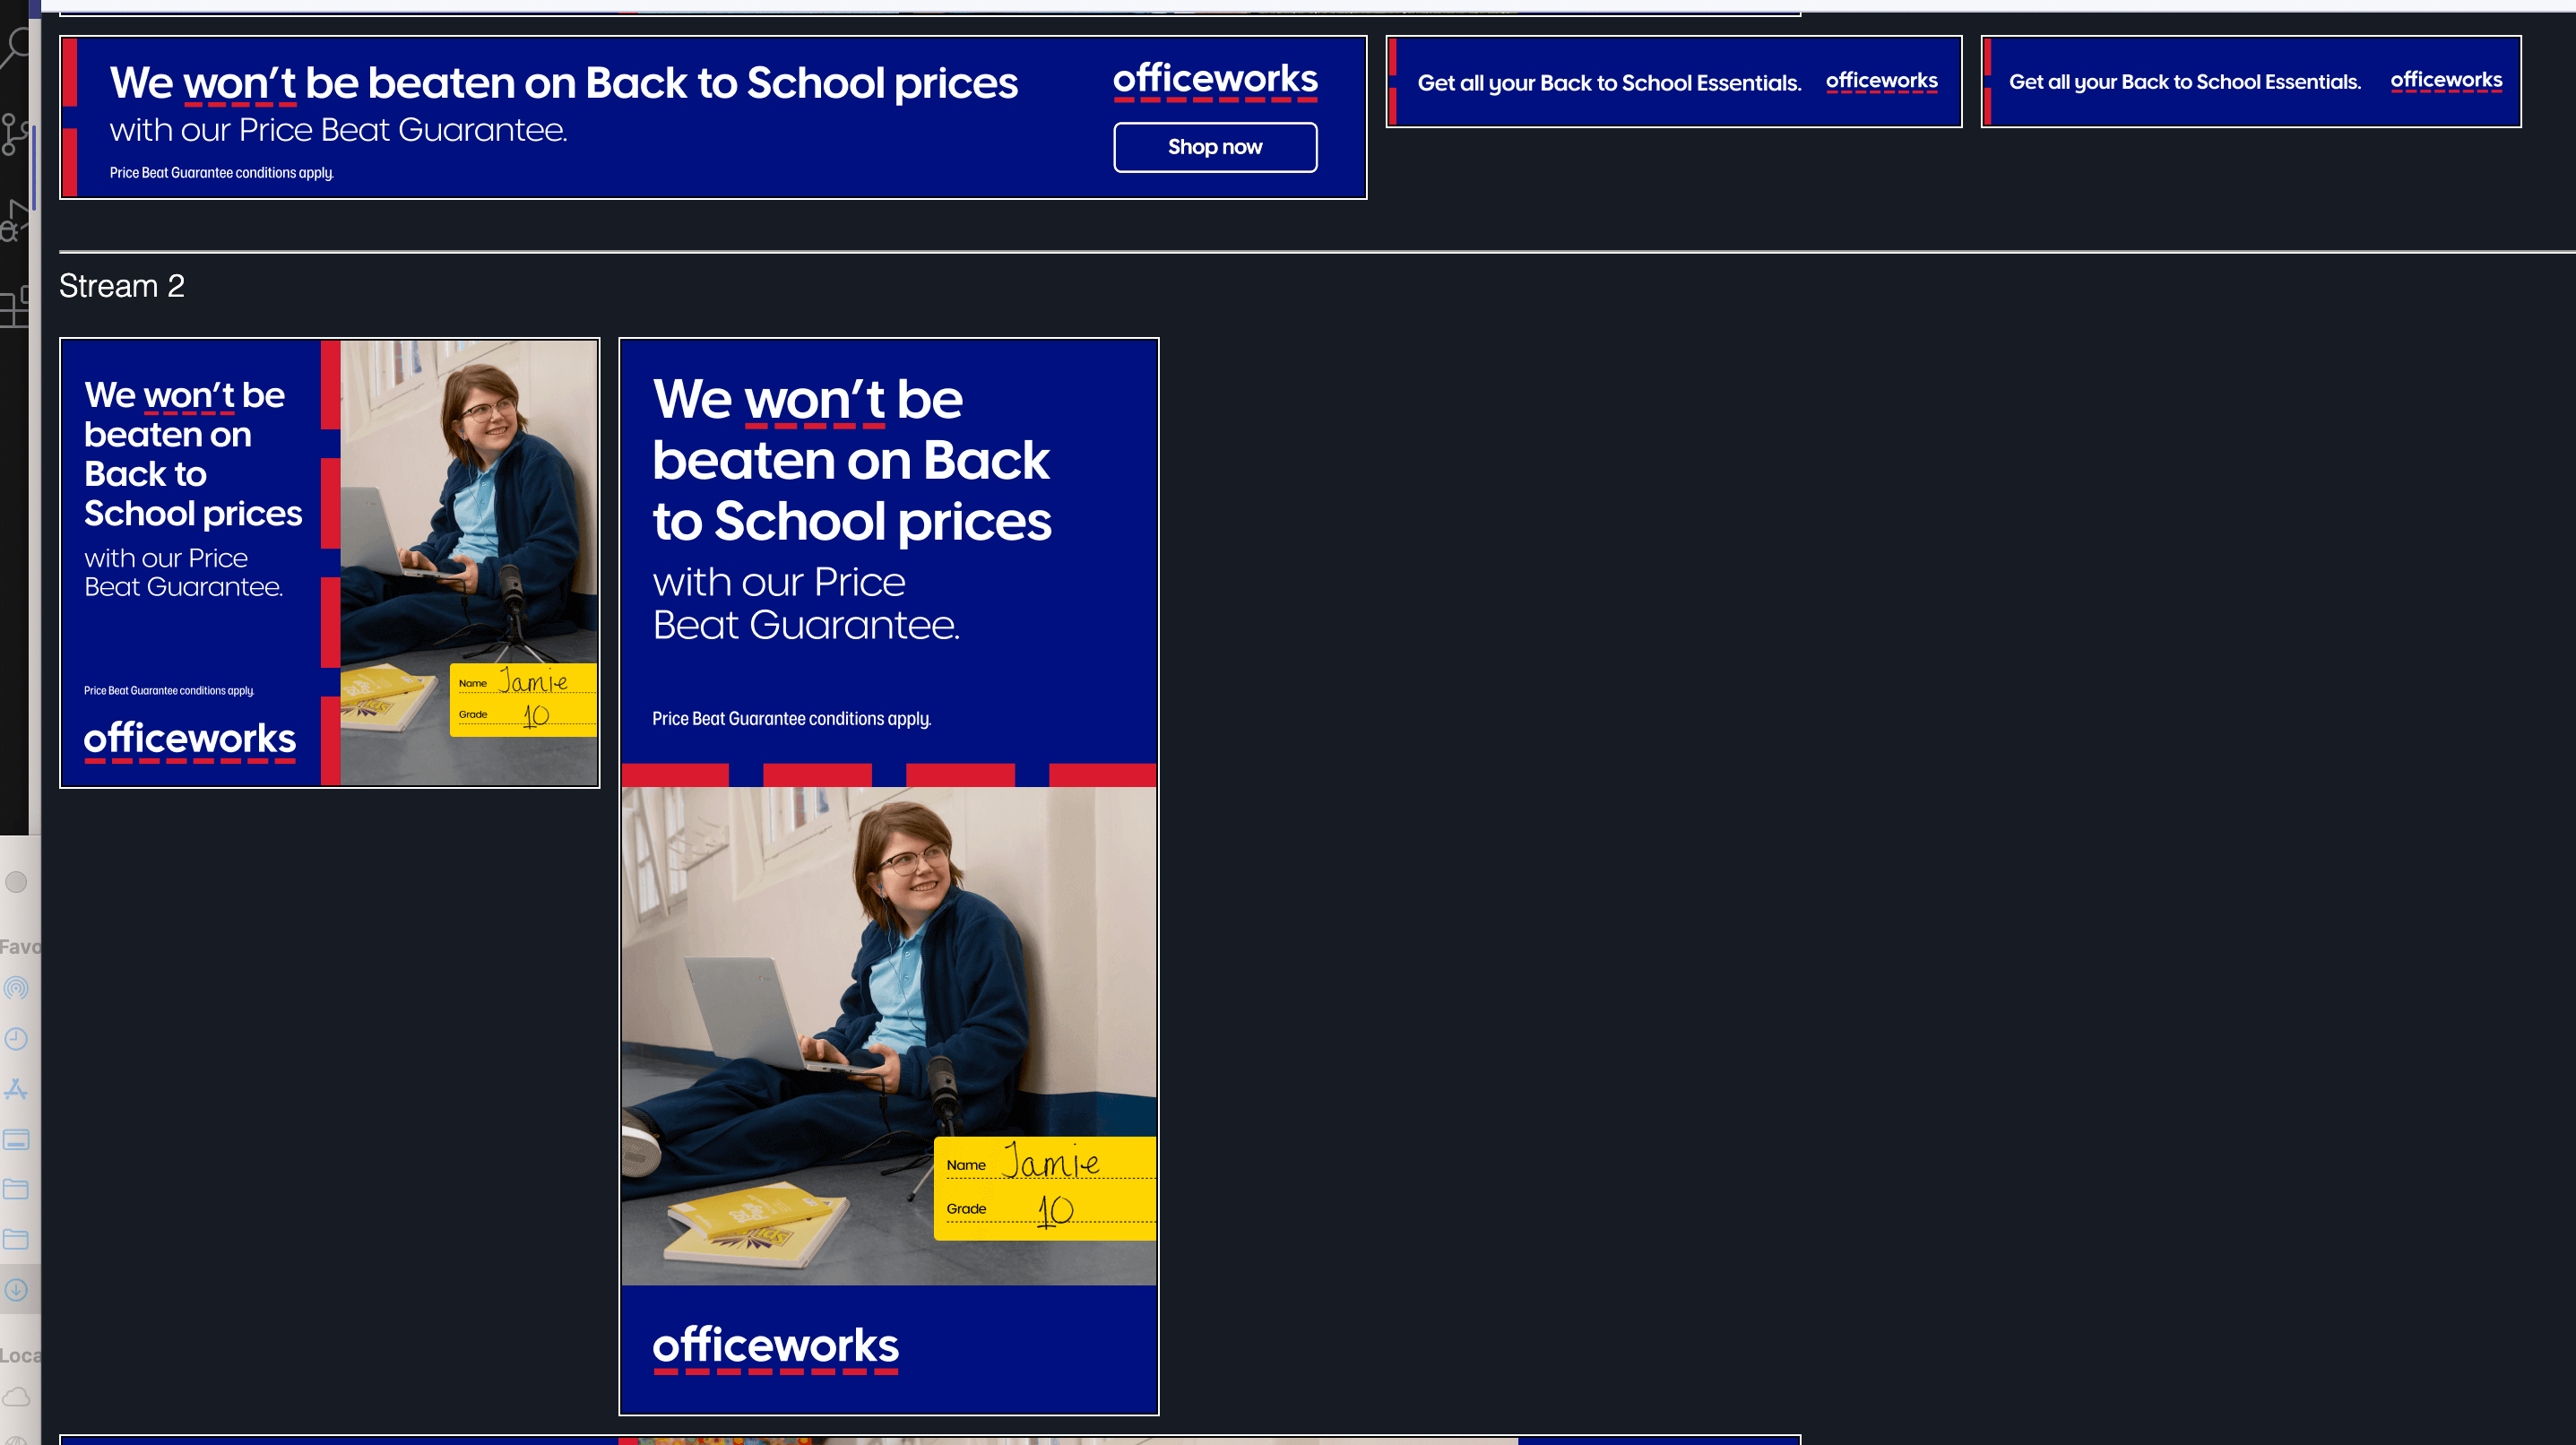 We won't be beaten on Back to School prices
with our Price Beat Guarantee.
Price Beat Guarantee conditions apply.
officeworks
Shop now
Get all your Back to School Essentials.
officeworks
Get all your Back to School Essentials.
officeworks
Stream 2
We won't be
beaten on
Back to
School prices
with our Price
Beat Guarantee.
Price Beat Guarantee conditions apply.
officeworks
Name Jamie
Grade 10
We won't be
beaten on Back
to School prices
with our Price
Beat Guarantee.
Price Beat Guarantee conditions apply.
Name Jamie
Grade 10
officeworks
Favo
Loca